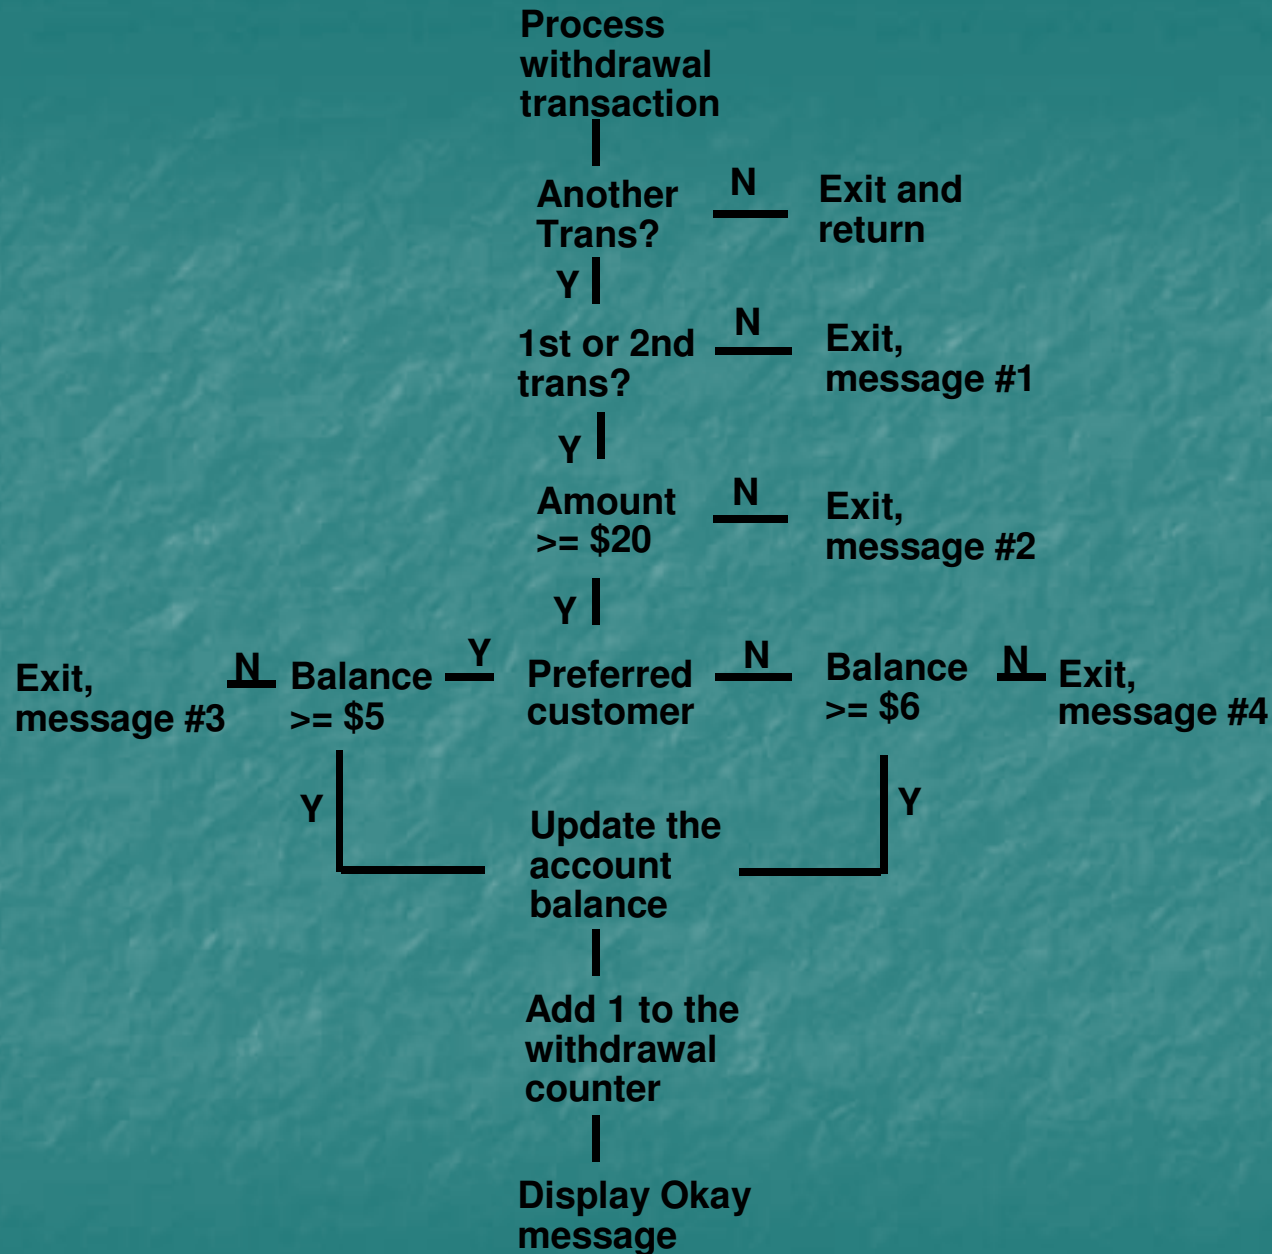 Process
withdrawal
transaction
Another
Trans?
N
Exit and
return
Y
1st or 2nd
trans?
N
Exit,
message #1
Y
Amount
>= $20
N
Exit,
message #2
Y
Exit,
message #3
N
Balance
>= $5
Y
Preferred
customer
N
Balance
>= $6
N
Exit,
message #4
Y
Y
Update the
account
balance
Add 1 to the
withdrawal
counter
Display Okay
message